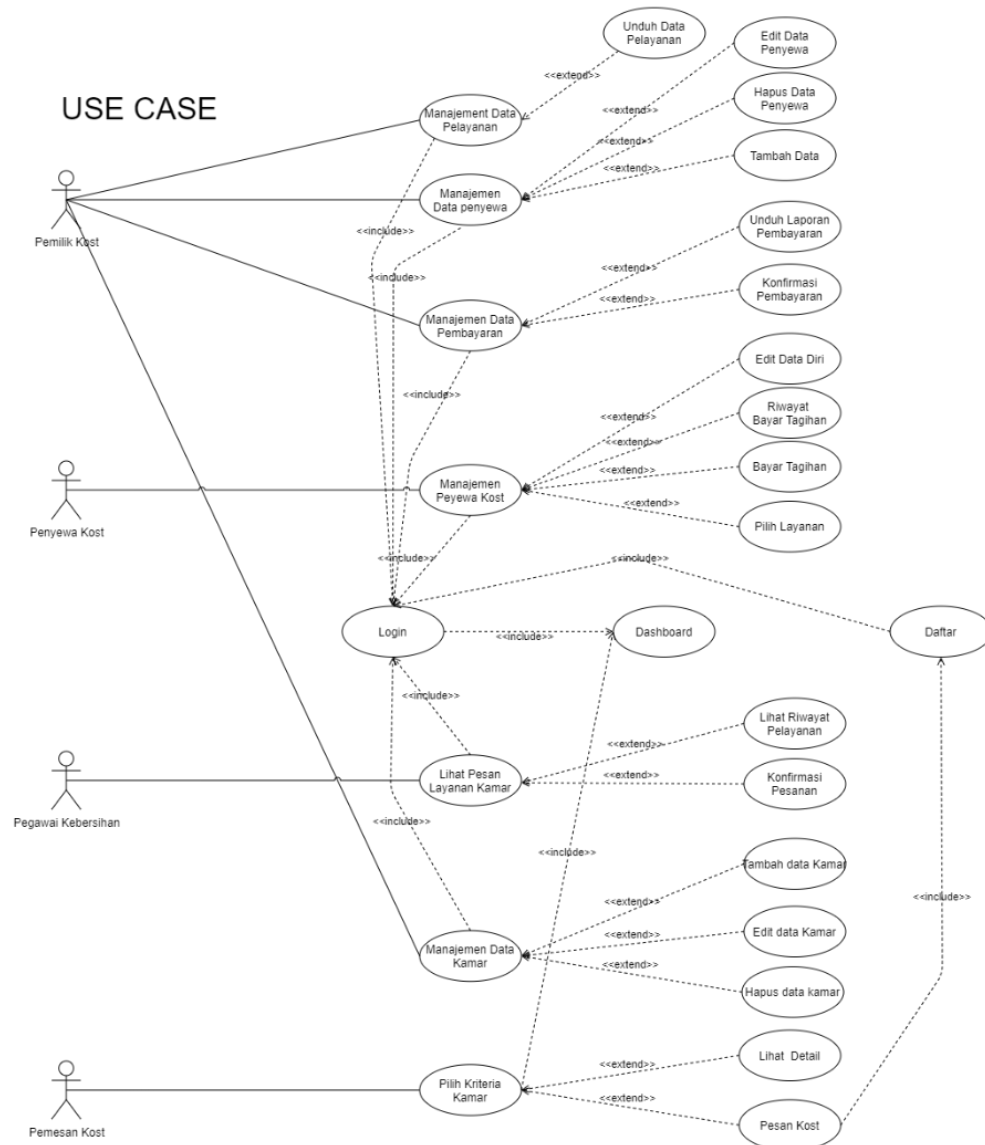 Unduh Data
Pelayanan
Edit Data
Penyewa
<<extend>>
USE CASE
Manajement Data
Pelayanan
<<extend>>
Hapus Data
Penyewa
<<extend>>
Tambah Data
<<extend>>
Manajemen
Data penyewa
Pemilik Kost
<<include>>
Unduh Laporan
Pembayaran
<<include>>
<<extend>>
Konfirmasi
Pembayaran
<<extend>>
Manajemen Data
Pembayaran
Edit Data Diri
<<include>>
<<extend>>
Riwayat
Bayar Tagihan
<<extend>>
Bayar Tagihan
<<extend>>
Manajemen
Peyewa Kost
<<extend>>
Pilih Layanan
Penyewa Kost
<<include>>
<<include>>
Login
<<include>>
Dashboard
Daftar
<<include>>
Lihat Riwayat
Pelayanan
<<extend>>
Lihat Pesan
Layanan Kamar
<<extend>>
Konfirmasi
Pesanan
Pegawai Kebersihan
<<include>>
<<include>>
Tambah data Kamar
<<extend>>
<<include>>
Edit data Kamar
<<extend>>
Manajemen Data
Kamar
<<extend>>
Hapus data kamar
Lihat Detail
<<extend>>
Pilih Kriteria
Kamar
<<extend>>
Pesan Kost
Pemesan Kost